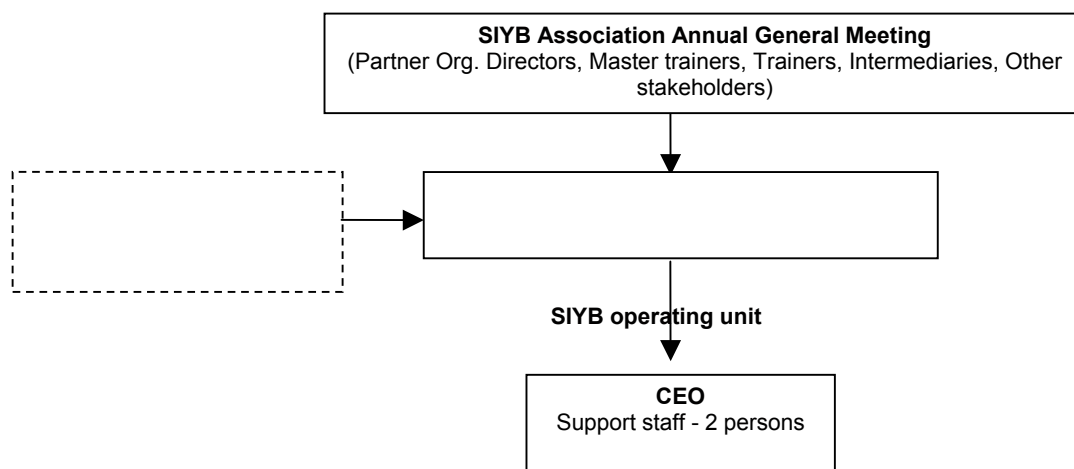 SIYB Association Annual General Meeting
(Partner Org. Directors, Master trainers, Trainers, Intermediaries, Other
stakeholders)
SIYB operating unit
CEO
Support staff - 2 persons